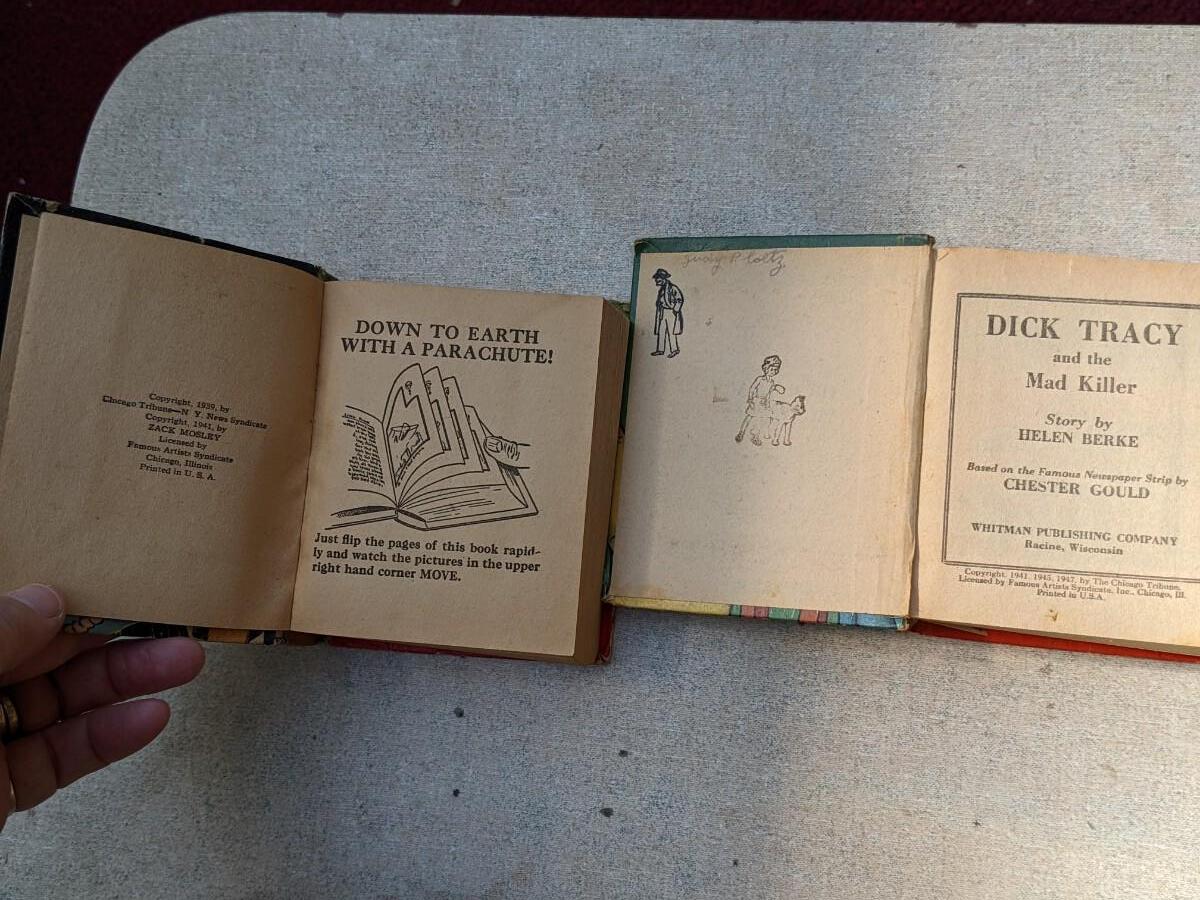 Copyright, 1939, by
Chicago Tribune—N. Y. News Syndicate
Copyright, 1941, by
ZACK MOSLEY
Licensed by
Famous Artists Syndicate
Chicago, Illinois
Printed in U. S. A.
DOWN TO EARTH
WITH A PARACHUTE!
Just flip the pages of this book rapid-
ly and watch the pictures in the upper
right hand corner MOVE.
Judy P. Coltz
DICK TRACY
and the
Mad Killer
Story by
HELEN BERKE
Based on the Famous Newspaper Strip by
CHESTER GOULD
WHITMAN PUBLISHING COMPANY
Racine, Wisconsin
Copyright, 1941, 1945, 1947, by The Chicago Tribune.
Licensed by Famous Artists Syndicate, Inc., Chicago, Ill.
Printed in U.S.A.